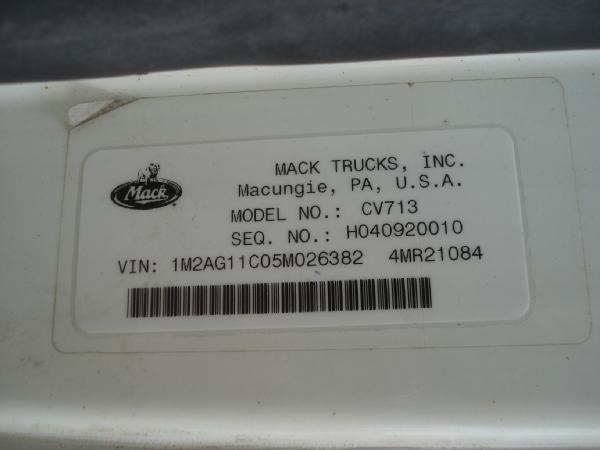 Mack
MACK TRUCKS, INC.
Macungie, PA, U.S.A.
MODEL NO.: CV713
SEQ. NO.: H040920010
VIN: 1M2AG11C05M026382 4MR21084